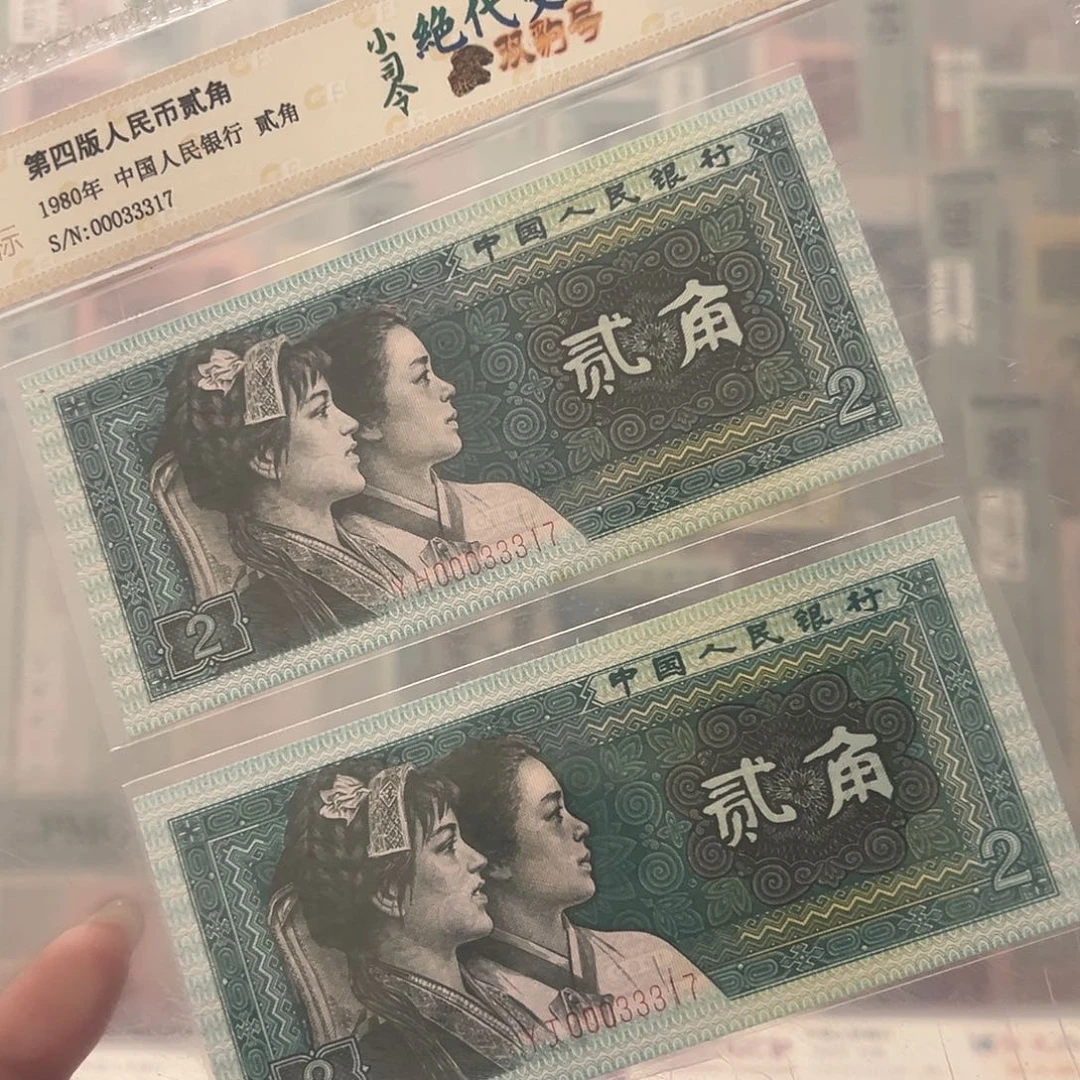 小司令
绝代
双豹号
第四版人民币贰角
1980年 中国人民银行 贰角
S/N:00033317
标
中国人民银行
贰角
2
YH00033317
2
中国人民银行
贰角
2
YJ00033317
2